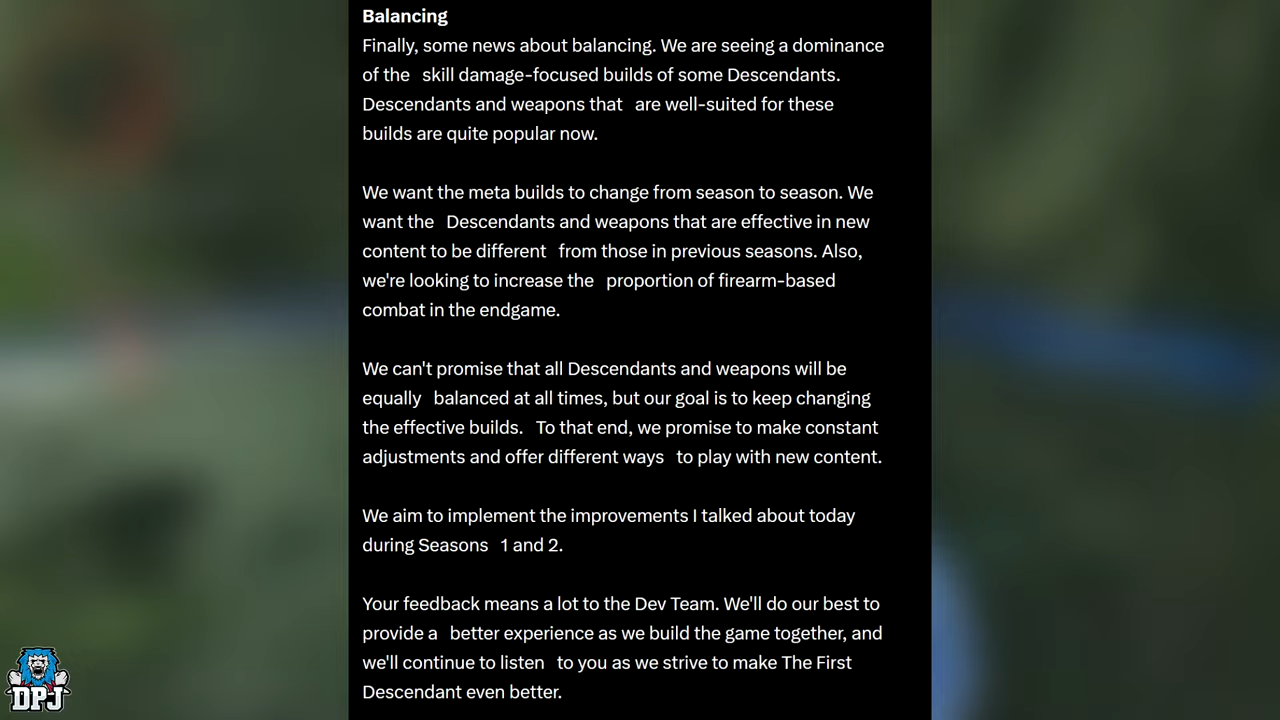 Balancing
Finally, some news about balancing. We are seeing a dominance
of the skill damage-focused builds of some Descendants.
Descendants and weapons that are well-suited for these
builds are quite popular now.
We want the meta builds to change from season to season. We
want the Descendants and weapons that are effective in new
content to be different from those in previous seasons. Also,
we're looking to increase the proportion of firearm-based
combat in the endgame.
We can't promise that all Descendants and weapons will be
equally balanced at all times, but our goal is to keep changing
the effective builds. To that end, we promise to make constant
adjustments and offer different ways to play with new content.
We aim to implement the improvements I talked about today
during Seasons 1 and 2.
Your feedback means a lot to the Dev Team. We'll do our best to
provide a better experience as we build the game together, and
we'll continue to listen to you as we strive to make The First
Descendant even better.
DPJ